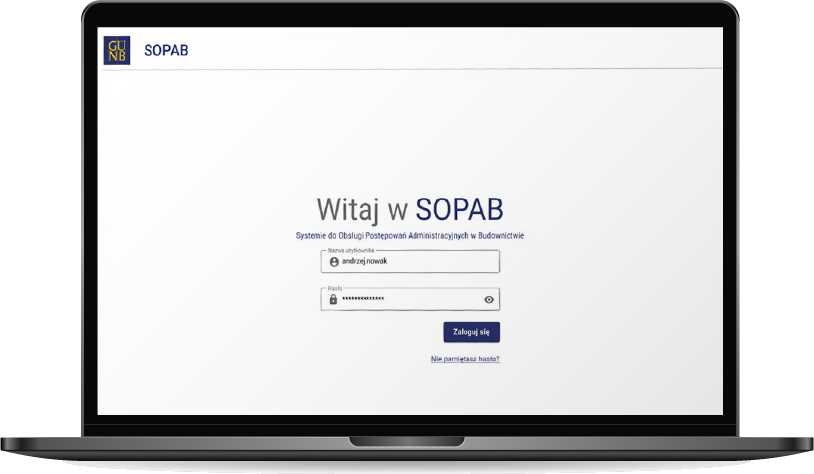 GU
NB
SOPAB
Witaj w SOPAB
Systemie do Obsługi Postępowań Administracyjnych w Budownictwie
Nazwa użytkownika
andrzej.nowak
Hasło
**************
Zaloguj się
Nie pamiętasz hasło?